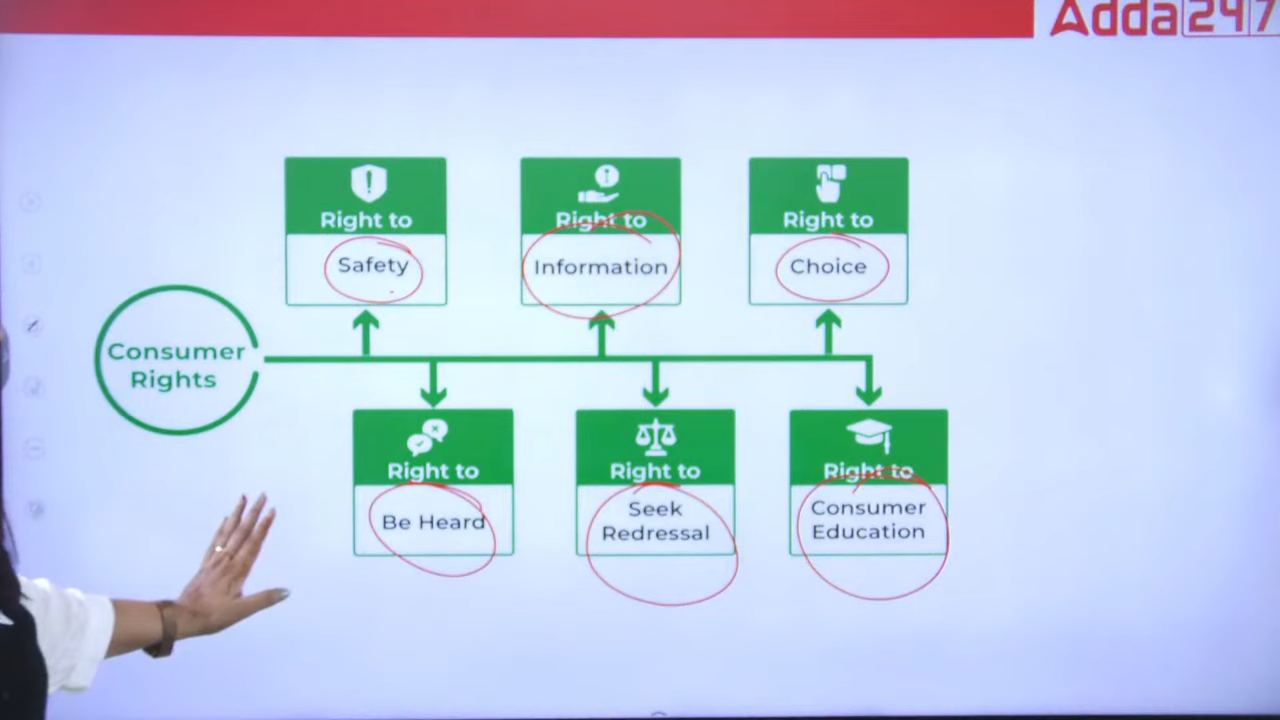 Adda247
Right to
Safety
Right to
Information
Right to
Choice
Consumer
Rights
Right to
Be Heard
Right to
Seek
Redressal
Right to
Consumer
Education